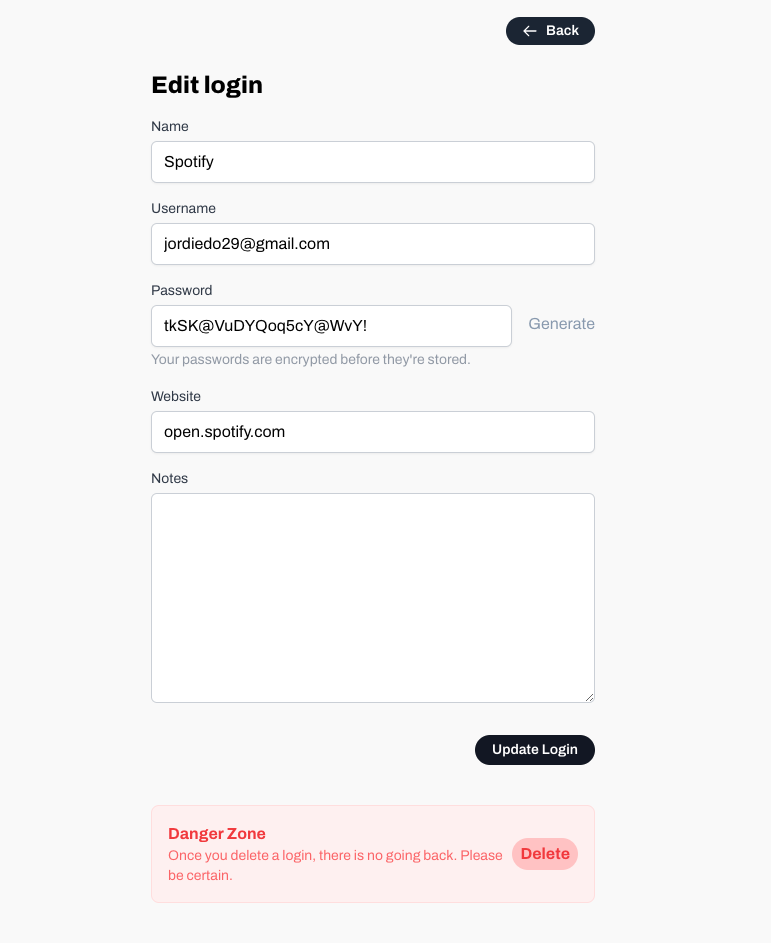 Back
Edit login
Name
Spotify
Username
jordiedo29@gmail.com
Password
tkSK@VuDYQoq5cY@WvY!
Generate
Your passwords are encrypted before they're stored.
Website
open.spotify.com
Notes
Update Login
Danger Zone
Once you delete a login, there is no going back. Please
be certain.
Delete